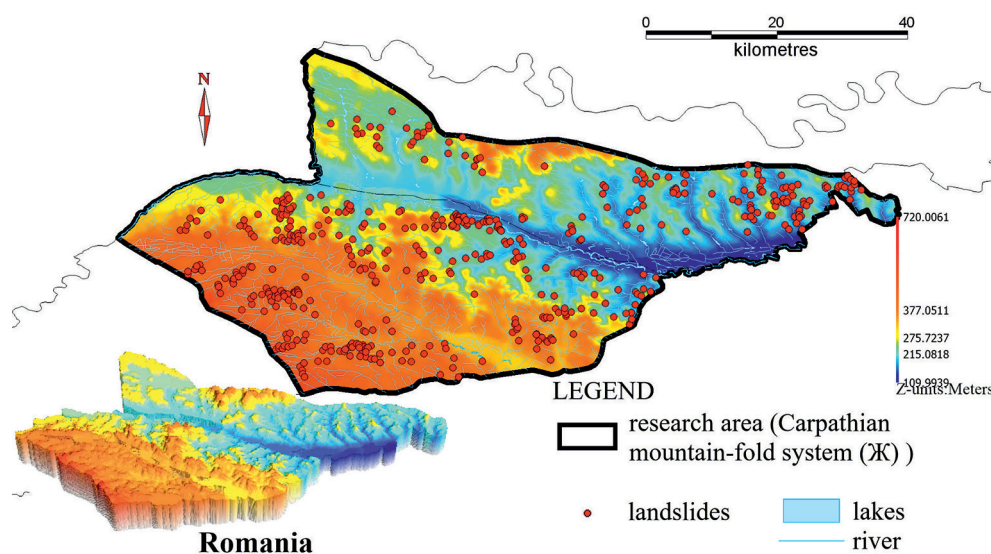 0 20 40
kilometres
N
720.0061
377.0511
275.7237
215.0818
109.9939
Z-units:Meters
LEGEND
research area (Carpathian
mountain-fold system (Ж) )
landslides
lakes
river
Romania